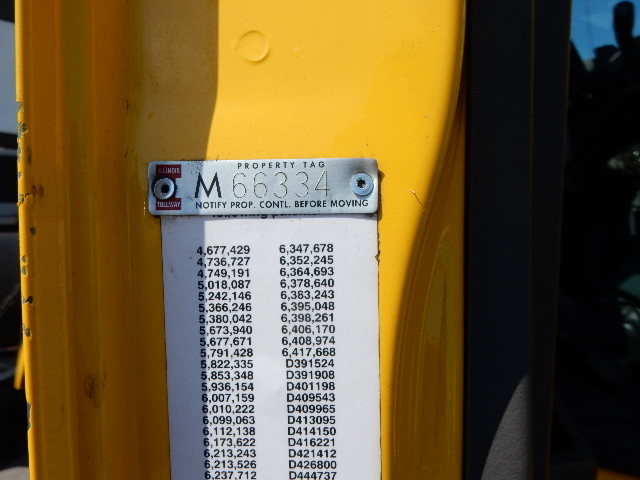 PROPERTY TAG
ILLINOIS
M 66334
TOLLWAY
NOTIFY PROP. CONTL. BEFORE MOVING
following
4,677,429 6,347,678
4,736,727 6,352,245
4,749,191 6,364,693
5,018,087 6,378,640
5,242,146 6,383,243
5,366,246 6,395,048
5,380,042 6,398,261
5,673,940 6,406,170
5,677,671 6,408,974
5,791,428 6,417,668
5,822,335 D391524
5,853,348 D391908
5,936,154 D401198
6,007,159 D409543
6,010,222 D409965
6,099,063 D413095
6,112,138 D414150
6,173,622 D416221
6,213,243 D421412
6,213,526 D426800
6,237,712 D444737